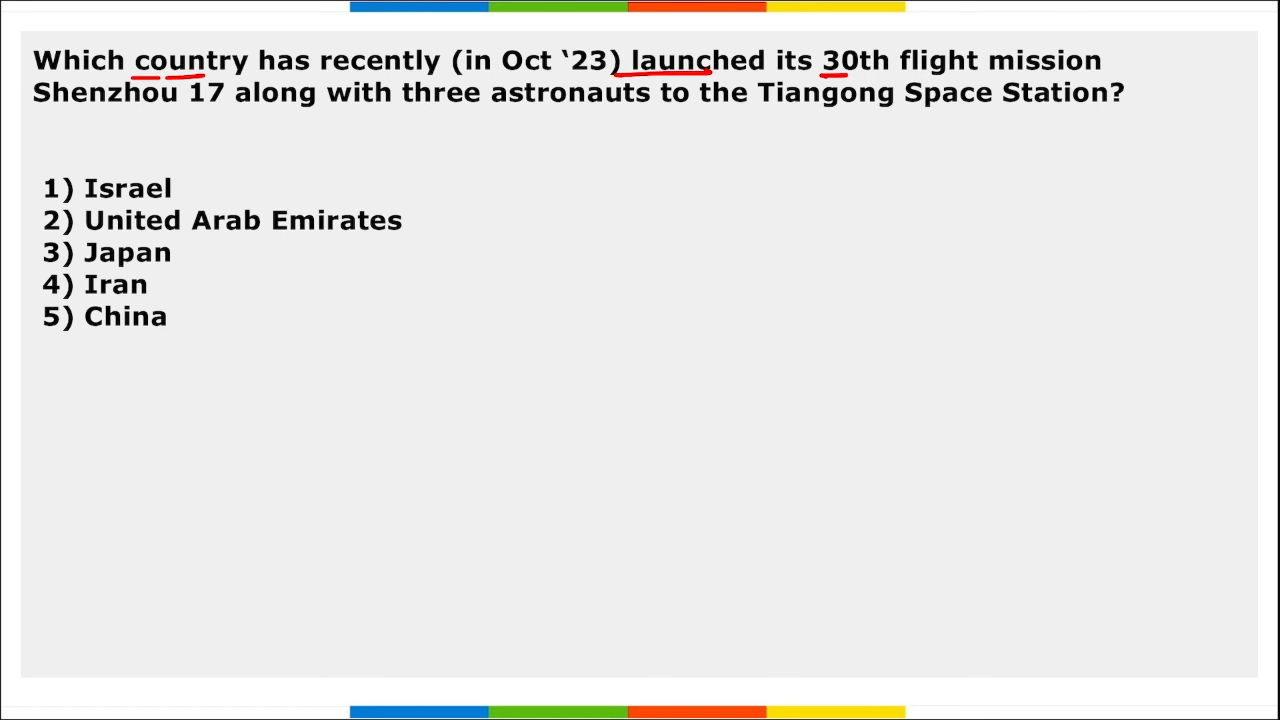 Which country has recently (in Oct ‘23) launched its 30th flight mission
Shenzhou 17 along with three astronauts to the Tiangong Space Station?
1) Israel
2) United Arab Emirates
3) Japan
4) Iran
5) China